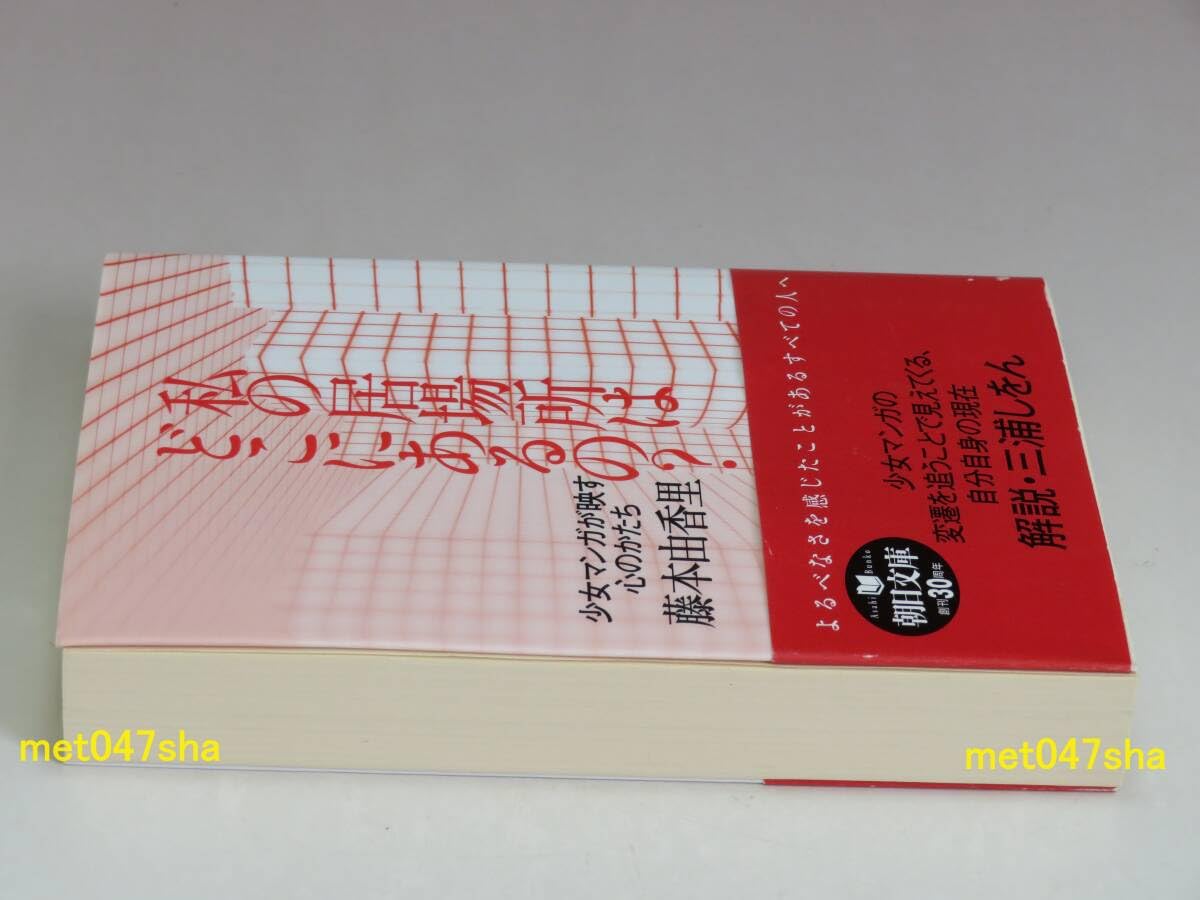 私の居場所は
どこにあるの？
少女マンガが映す
心のかたち
藤本由香里
よるべなさを感じたことがあるすべての人へ
少女マンガの
変遷を追うことで見えてくる、
自分自身の現在
解説・三浦しをん
Asahi Bunko
朝日文庫
創刊30周年
met047sha
met047sha